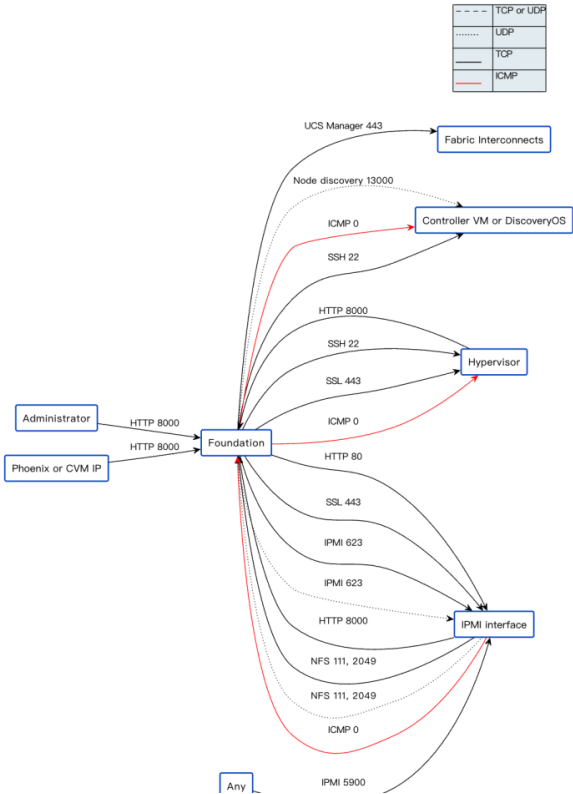 TCP or UDP
UDP
TCP
ICMP
UCS Manager 443
Fabric Interconnects
Node discovery 13000
Controller VM or DiscoveryOS
ICMP 0
SSH 22
HTTP 8000
SSH 22
Hypervisor
SSL 443
Administrator
HTTP 8000
ICMP 0
Foundation
HTTP 8000
Phoenix or CVM IP
HTTP 80
SSL 443
IPMI 623
IPMI 623
HTTP 8000
IPMI interface
NFS 111, 2049
NFS 111, 2049
ICMP 0
Any
IPMI 5900